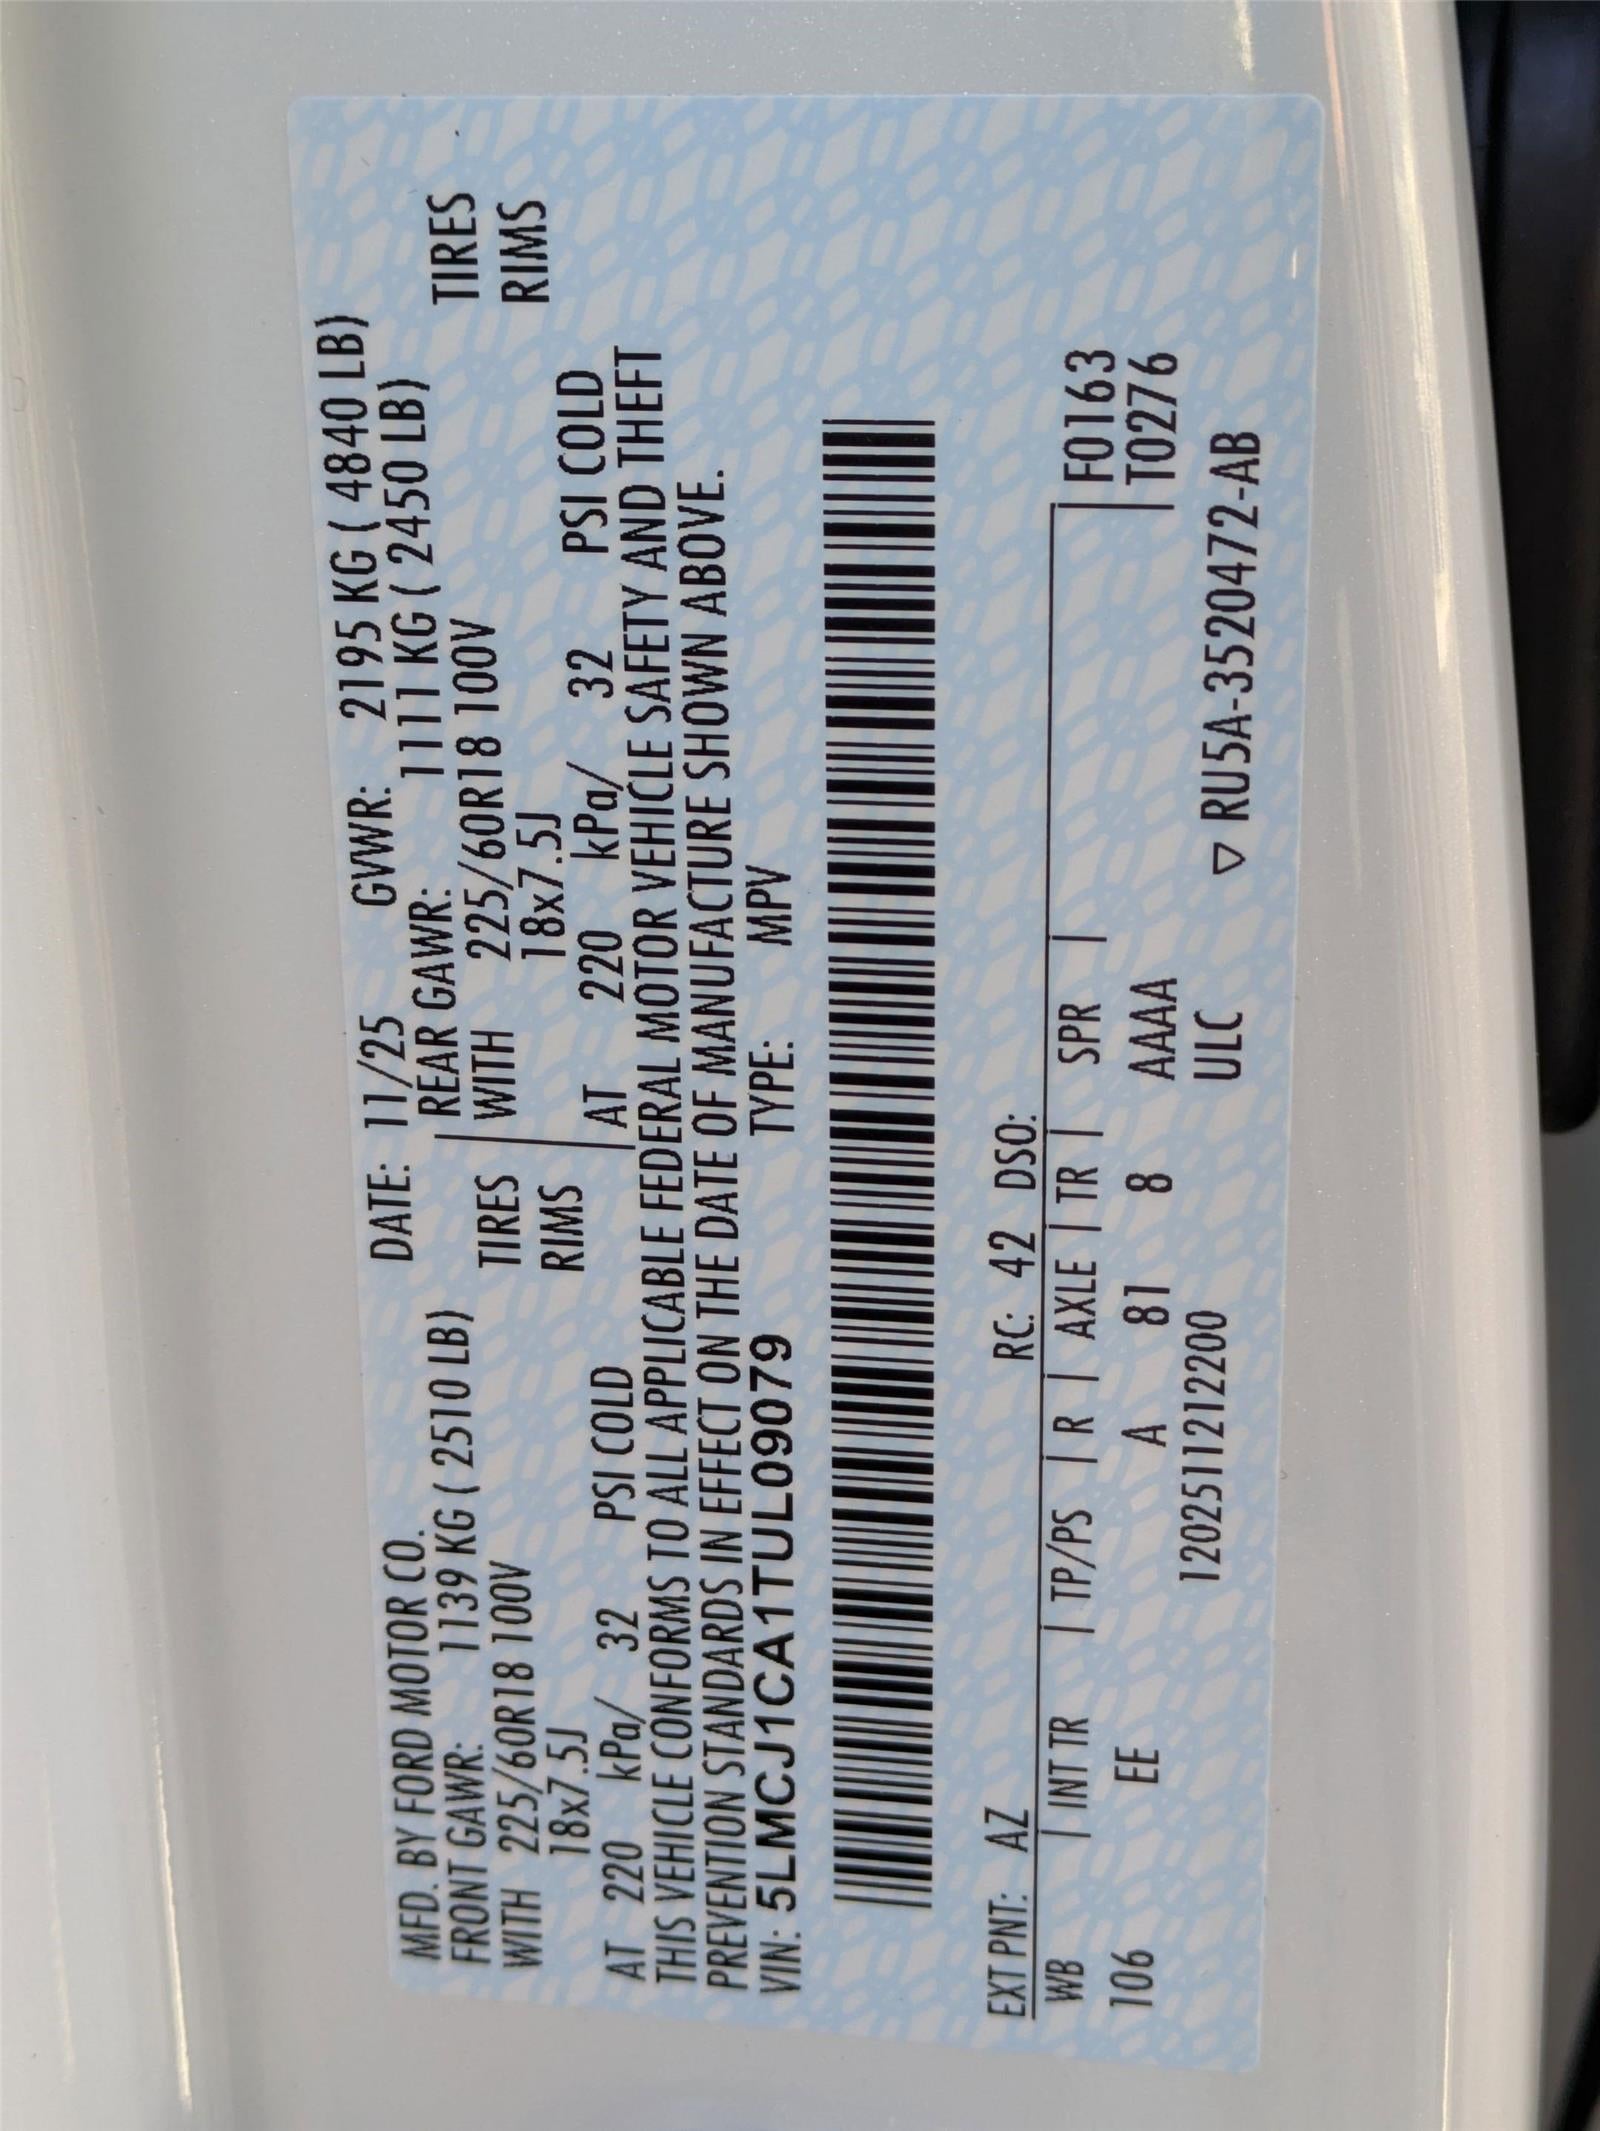 MFD. BY FORD MOTOR CO. DATE: 11/25 GVWR: 2195 KG ( 4840 LB)
FRONT GAWR: 1139 KG ( 2510 LB) REAR GAWR: 1111 KG ( 2450 LB)
WITH 225/60R18 100V TIRES WITH 225/60R18 100V TIRES
18x7.5J RIMS 18x7.5J RIMS
AT 220 kPa/ 32 PSI COLD AT 220 kPa/ 32 PSI COLD
THIS VEHICLE CONFORMS TO ALL APPLICABLE FEDERAL MOTOR VEHICLE SAFETY AND THEFT
PREVENTION STANDARDS IN EFFECT ON THE DATE OF MANUFACTURE SHOWN ABOVE.
VIN: 5LMCJ1CA1TUL09079 TYPE: MPV
EXT PNT: AZ RC: 42 DSO:
WB | INT TR | TP/PS | R | AXLE | TR | SPR | | F0163
106 EE A 81 8 AAAA T0276
12025112122200 ULC ▽ RU5A-3520472-AB